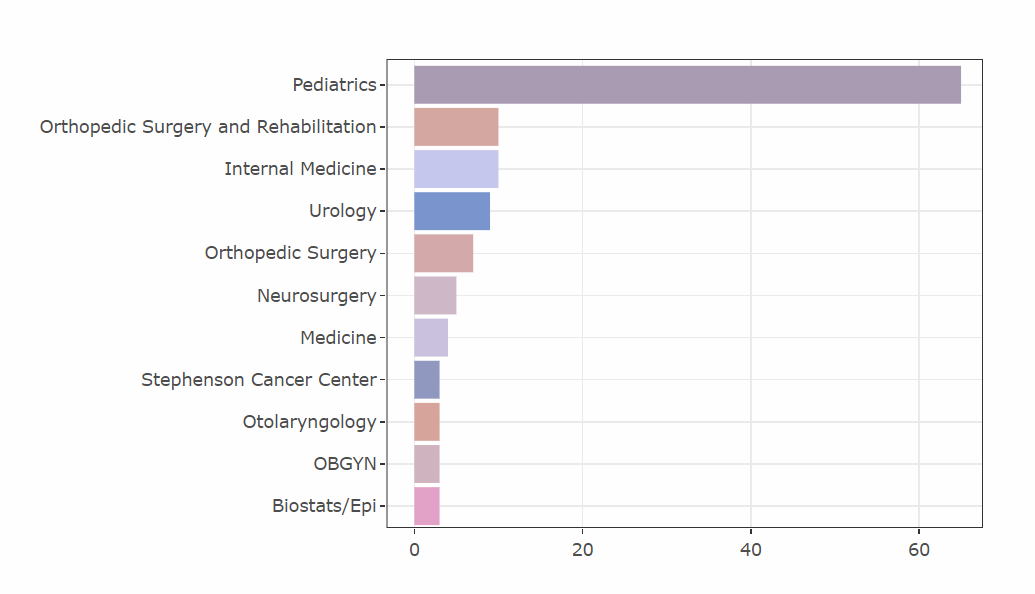 Pediatrics
Orthopedic Surgery and Rehabilitation
Internal Medicine
Urology
Orthopedic Surgery
Neurosurgery
Medicine
Stephenson Cancer Center
Otolaryngology
OBGYN
Biostats/Epi
0 20 40 60